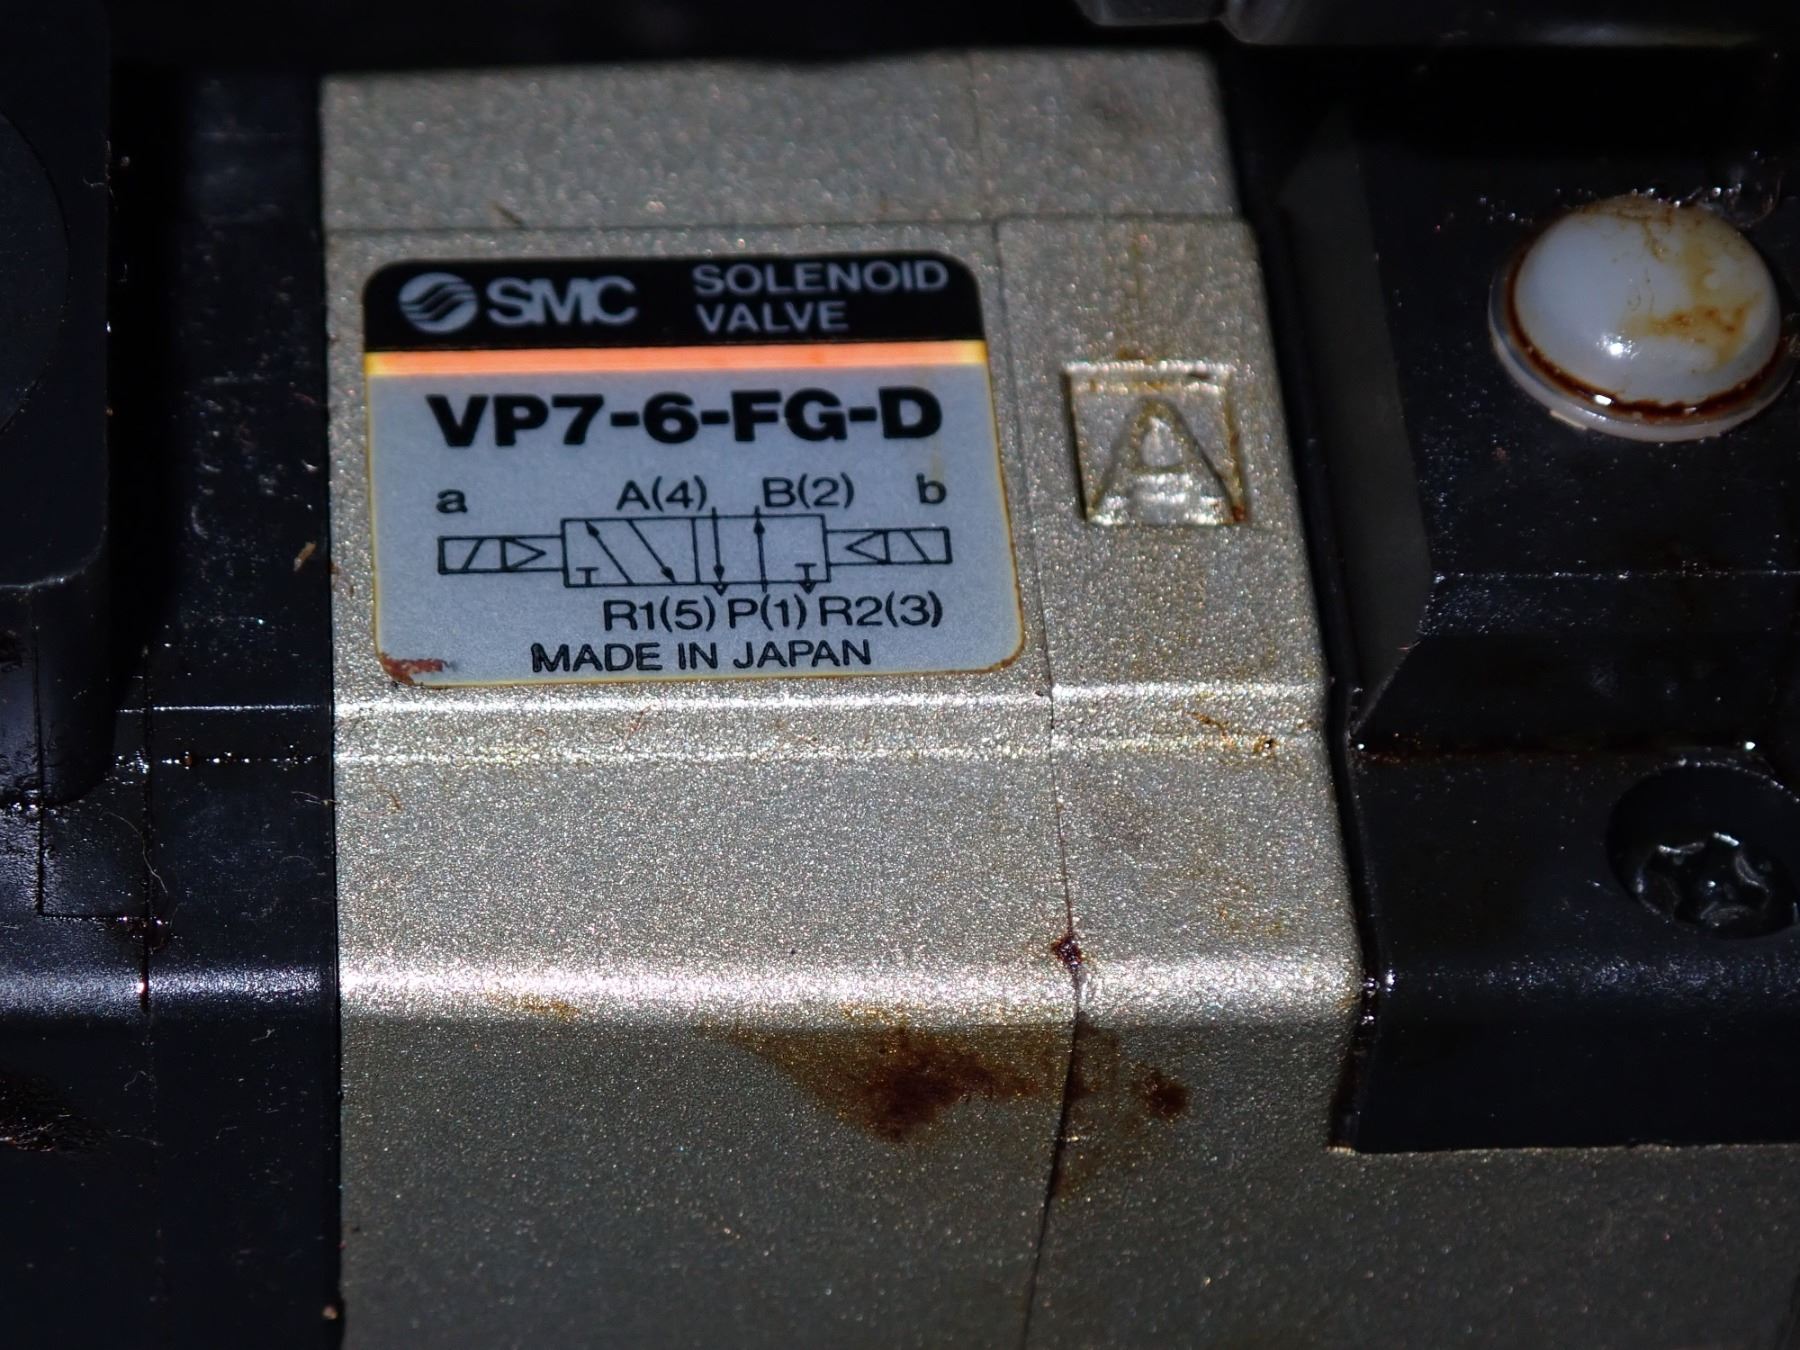 SMC SOLENOID
VALVE
VP7-6-FG-D
a A(4) B(2) b
R1(5) P(1) R2(3)
MADE IN JAPAN
A